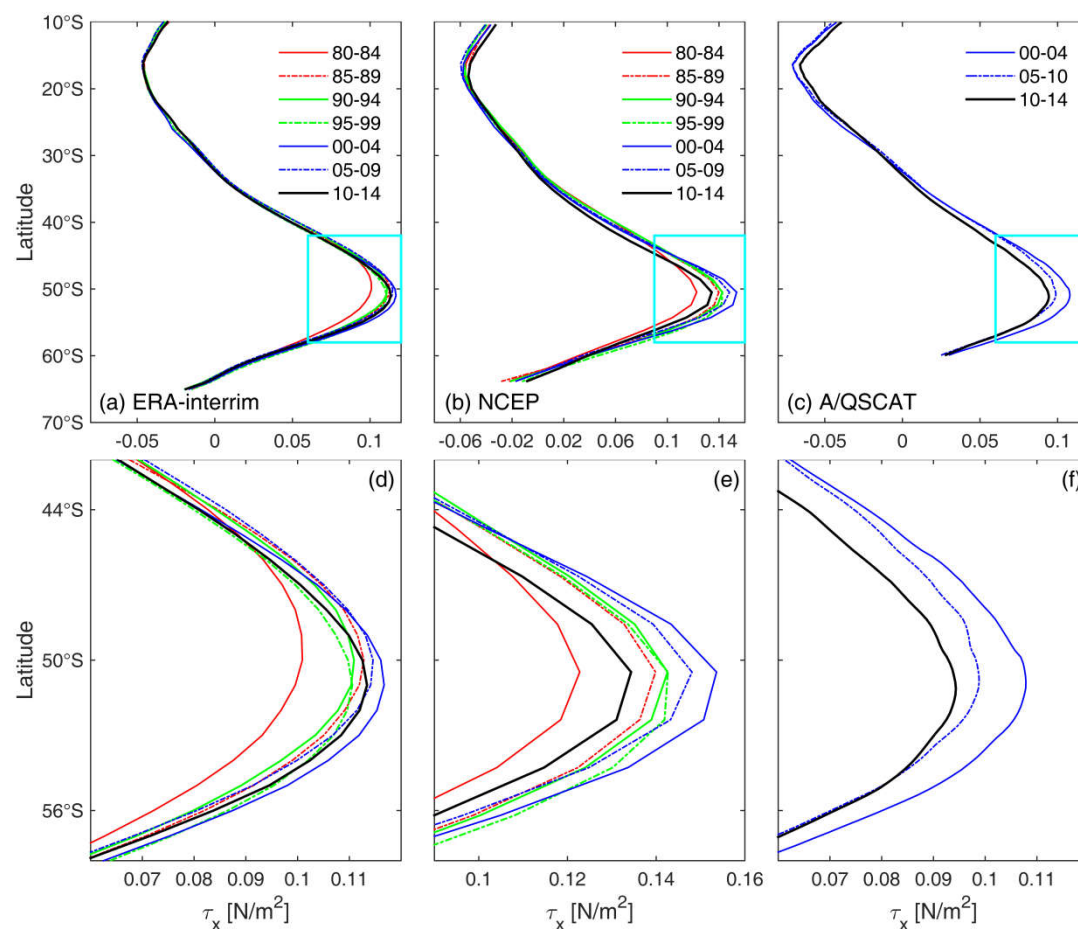 10°S
20°S
30°S
40°S
50°S
60°S
70°S
Latitude
80-84
85-89
90-94
95-99
00-04
05-09
10-14
(a) ERA-interrim
-0.05 0 0.05 0.1
80-84
85-89
90-94
95-99
00-04
05-09
10-14
(b) NCEP
-0.06 -0.02 0.02 0.06 0.1 0.14
00-04
05-10
10-14
(c) A/QSCAT
-0.05 0 0.05 0.1
(d)
44°S
50°S
56°S
Latitude
0.07 0.08 0.09 0.1 0.11
τx [N/m²]
(e)
0.1 0.12 0.14 0.16
τx [N/m²]
(f)
0.07 0.08 0.09 0.1 0.11
τx [N/m²]